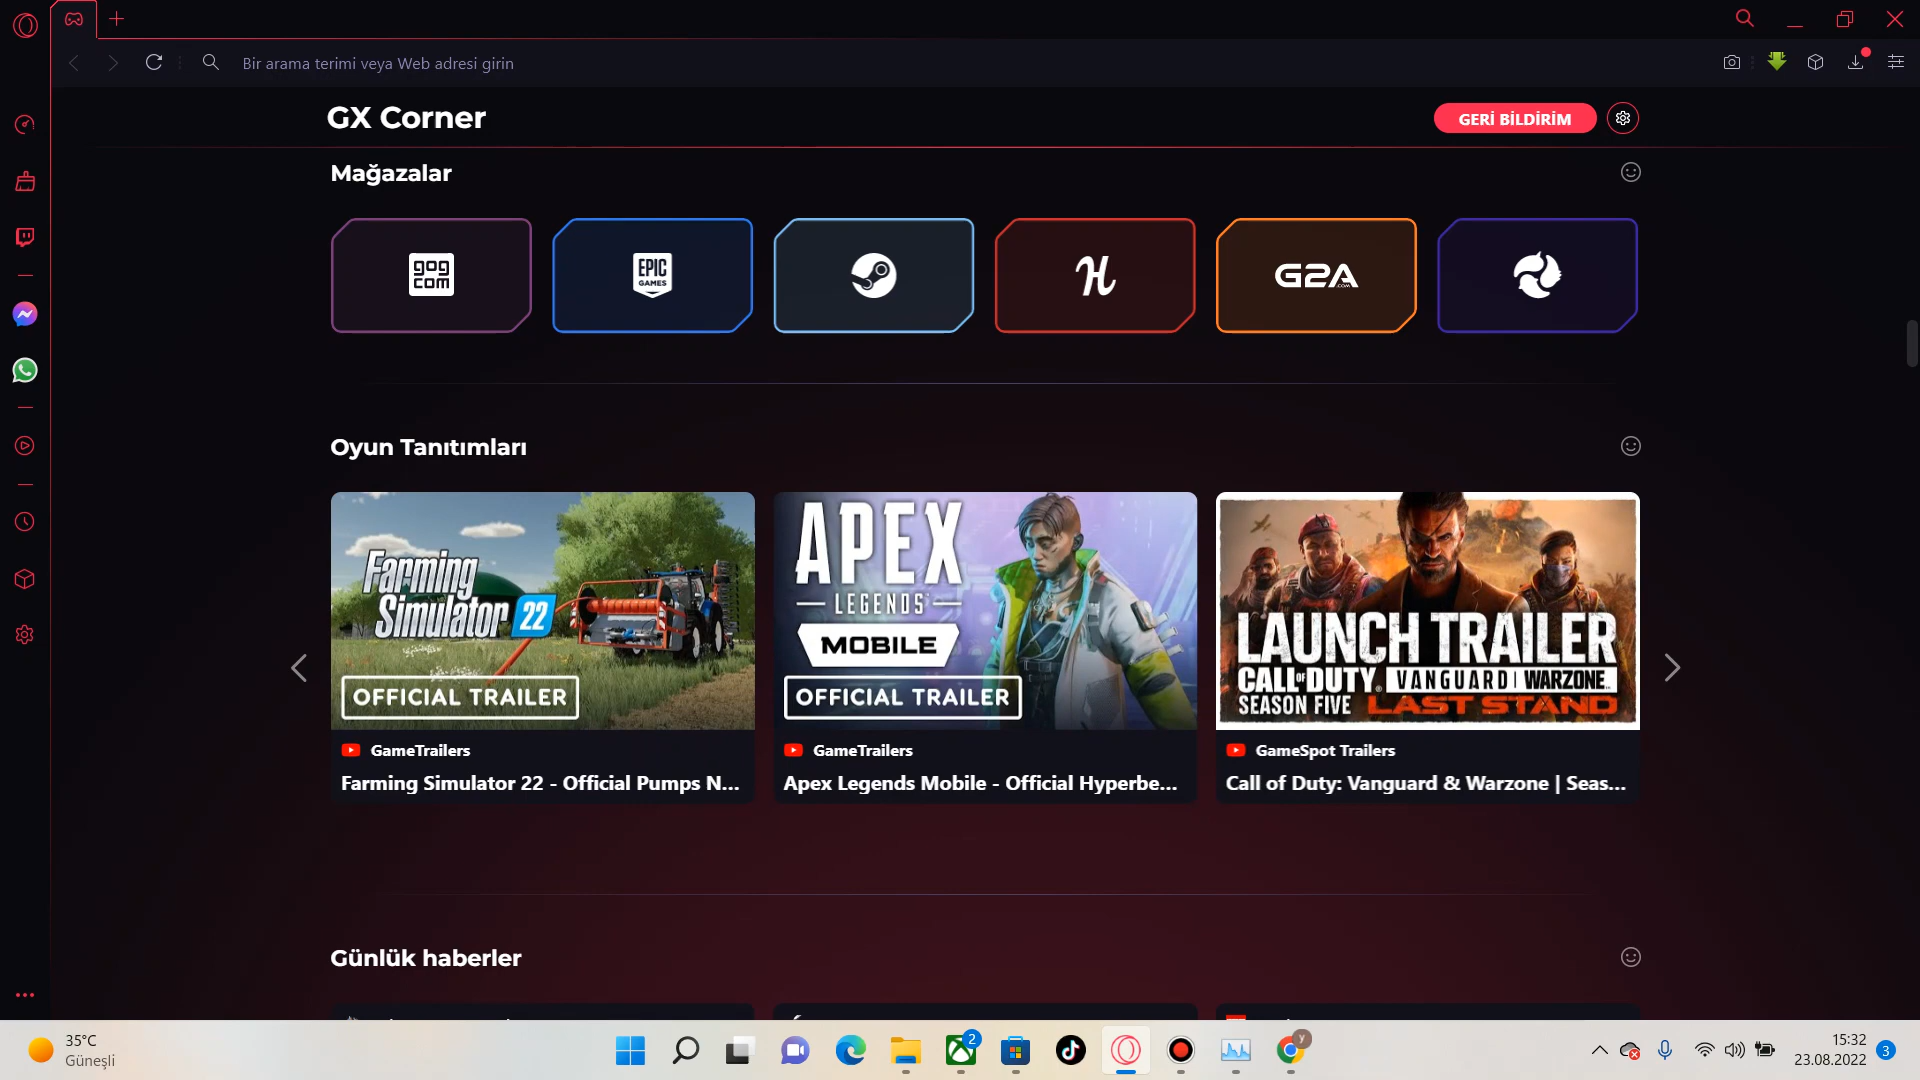 Bir arama terimi veya Web adresi girin
GX Corner
GERİ BİLDİRİM
Mağazalar
gog
com
EPIC
GAMES
H
G2A
.COM
Oyun Tanıtımları
Farming
Simulator 22
OFFICIAL TRAILER
APEX
LEGENDS
MOBILE
OFFICIAL TRAILER
LAUNCH TRAILER
CALL OF DUTY® VANGUARD | WARZONE
SEASON FIVE LAST STAND
GameTrailers
Farming Simulator 22 - Official Pumps N...
GameTrailers
Apex Legends Mobile - Official Hyperbe...
GameSpot Trailers
Call of Duty: Vanguard & Warzone | Seas...
Günlük haberler
35°C
Güneşli
2
y
15:32
23.08.2022
3